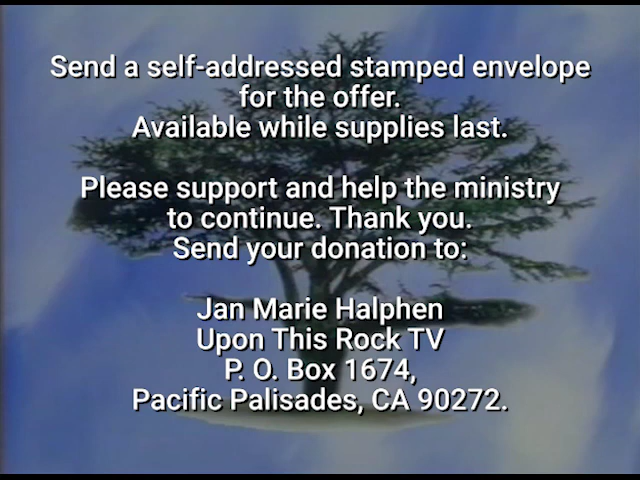 Send a self-addressed stamped envelope
for the offer.
Available while supplies last.
Please support and help the ministry
to continue. Thank you.
Send your donation to:
Jan Marie Halphen
Upon This Rock TV
P. O. Box 1674,
Pacific Palisades, CA 90272.